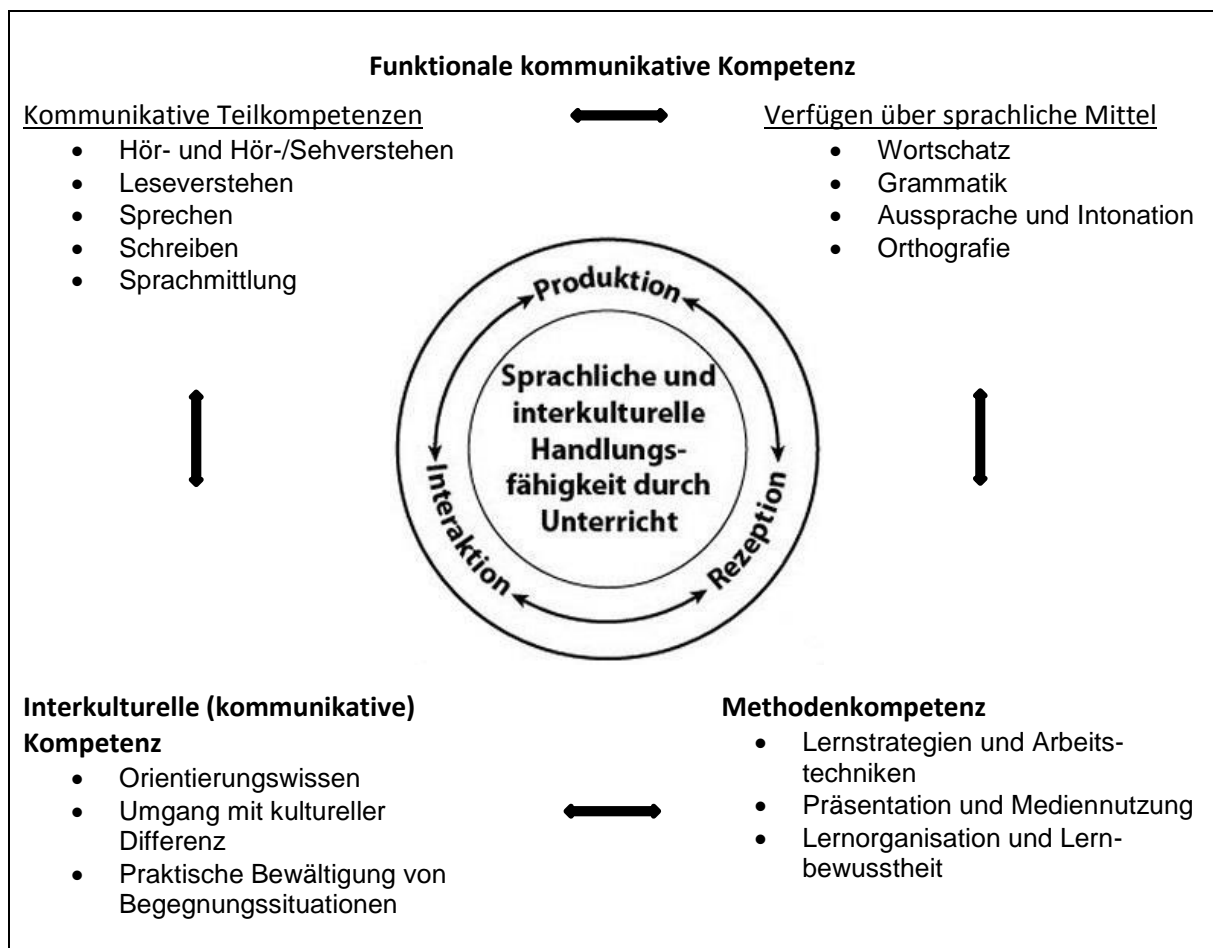 Funktionale kommunikative Kompetenz
Kommunikative Teilkompetenzen
• Hör- und Hör-/Sehverstehen
• Leseverstehen
• Sprechen
• Schreiben
• Sprachmittlung
Verfügen über sprachliche Mittel
• Wortschatz
• Grammatik
• Aussprache und Intonation
• Orthografie
Produktion
Sprachliche und
interkulturelle
Handlungs-
fähigkeit durch
Unterricht
Interaktion
Rezeption
Interkulturelle (kommunikative)
Kompetenz
• Orientierungswissen
• Umgang mit kultureller
Differenz
• Praktische Bewältigung von
Begegnungssituationen
Methodenkompetenz
• Lernstrategien und Arbeits-
techniken
• Präsentation und Mediennutzung
• Lernorganisation und Lern-
bewusstheit